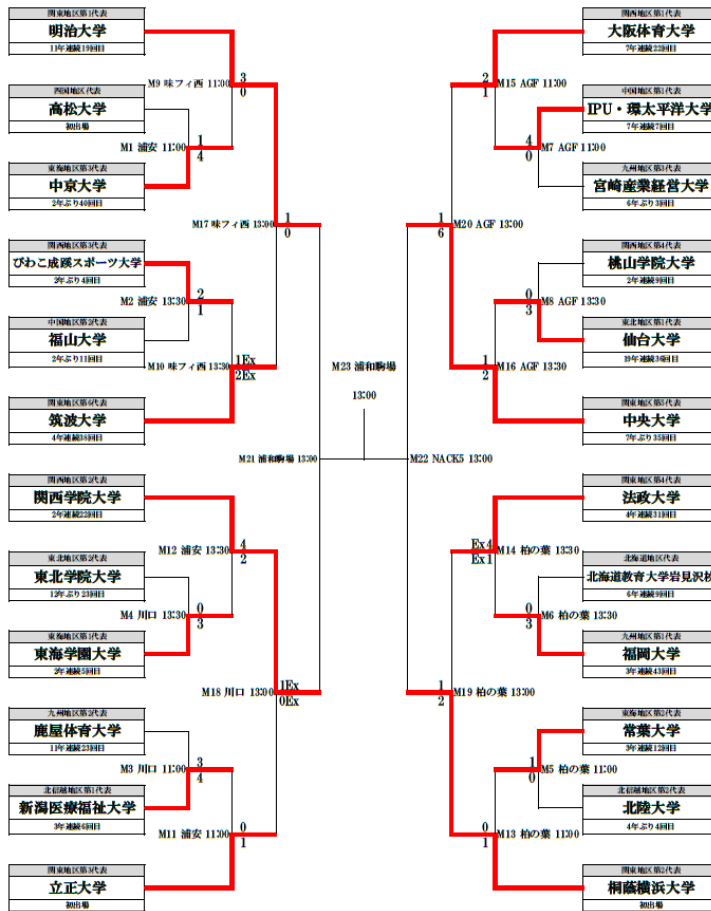 関東地区第1代表
明治大学
11年連続19回目
四国地区代表
高松大学
初出場
東海地区第3代表
中京大学
2年ぶり40回目
関西地区第3代表
びわこ成蹊スポーツ大学
2年ぶり4回目
中国地区第2代表
福山大学
2年ぶり11回目
関東地区第6代表
筑波大学
4年連続38回目
関西地区第2代表
関西学院大学
2年連続22回目
東北地区第2代表
東北学院大学
12年ぶり23回目
東海地区第1代表
東海学園大学
2年連続5回目
九州地区第2代表
鹿屋体育大学
11年連続23回目
北信越地区第1代表
新潟医療福祉大学
3年連続6回目
関東地区第3代表
立正大学
初出場
M9 味フィ西 11:00
3
0
M1 浦安 11:00
1
4
M17 味フィ西 13:00
1
0
M2 浦安 13:30
2
1
M10 味フィ西 13:30
1Ex
2Ex
M21 浦和駒場 13:00
M12 浦安 13:30
4
2
M4 川口 13:30
0
3
M18 川口 13:00
1Ex
0Ex
M3 川口 11:00
3
4
M11 浦安 11:00
0
1
M23 浦和駒場
13:00
M22 NACK5 13:00
2
1
M15 AGF 11:00
4
0
M7 AGF 11:00
1
6
M20 AGF 13:00
0
3
M8 AGF 13:30
1
2
M16 AGF 13:30
Ex 4
Ex 1
M14 柏の葉 13:30
0
3
M6 柏の葉 13:30
1
2
M19 柏の葉 13:00
1
0
M5 柏の葉 11:00
0
1
M13 柏の葉 11:00
関西地区第1代表
大阪体育大学
7年連続22回目
中国地区第1代表
IPU・環太平洋大学
7年連続7回目
九州地区第3代表
宮崎産業経営大学
6年ぶり3回目
関西地区第4代表
桃山学院大学
2年連続9回目
東北地区第1代表
仙台大学
19年連続36回目
関東地区第5代表
中央大学
7年ぶり35回目
関東地区第4代表
法政大学
4年連続31回目
北海道地区代表
北海道教育大学岩見沢校
6年連続9回目
九州地区第1代表
福岡大学
3年連続43回目
東海地区第2代表
常葉大学
3年連続12回目
北信越地区第2代表
北陸大学
4年ぶり4回目
関東地区第2代表
桐蔭横浜大学
初出場